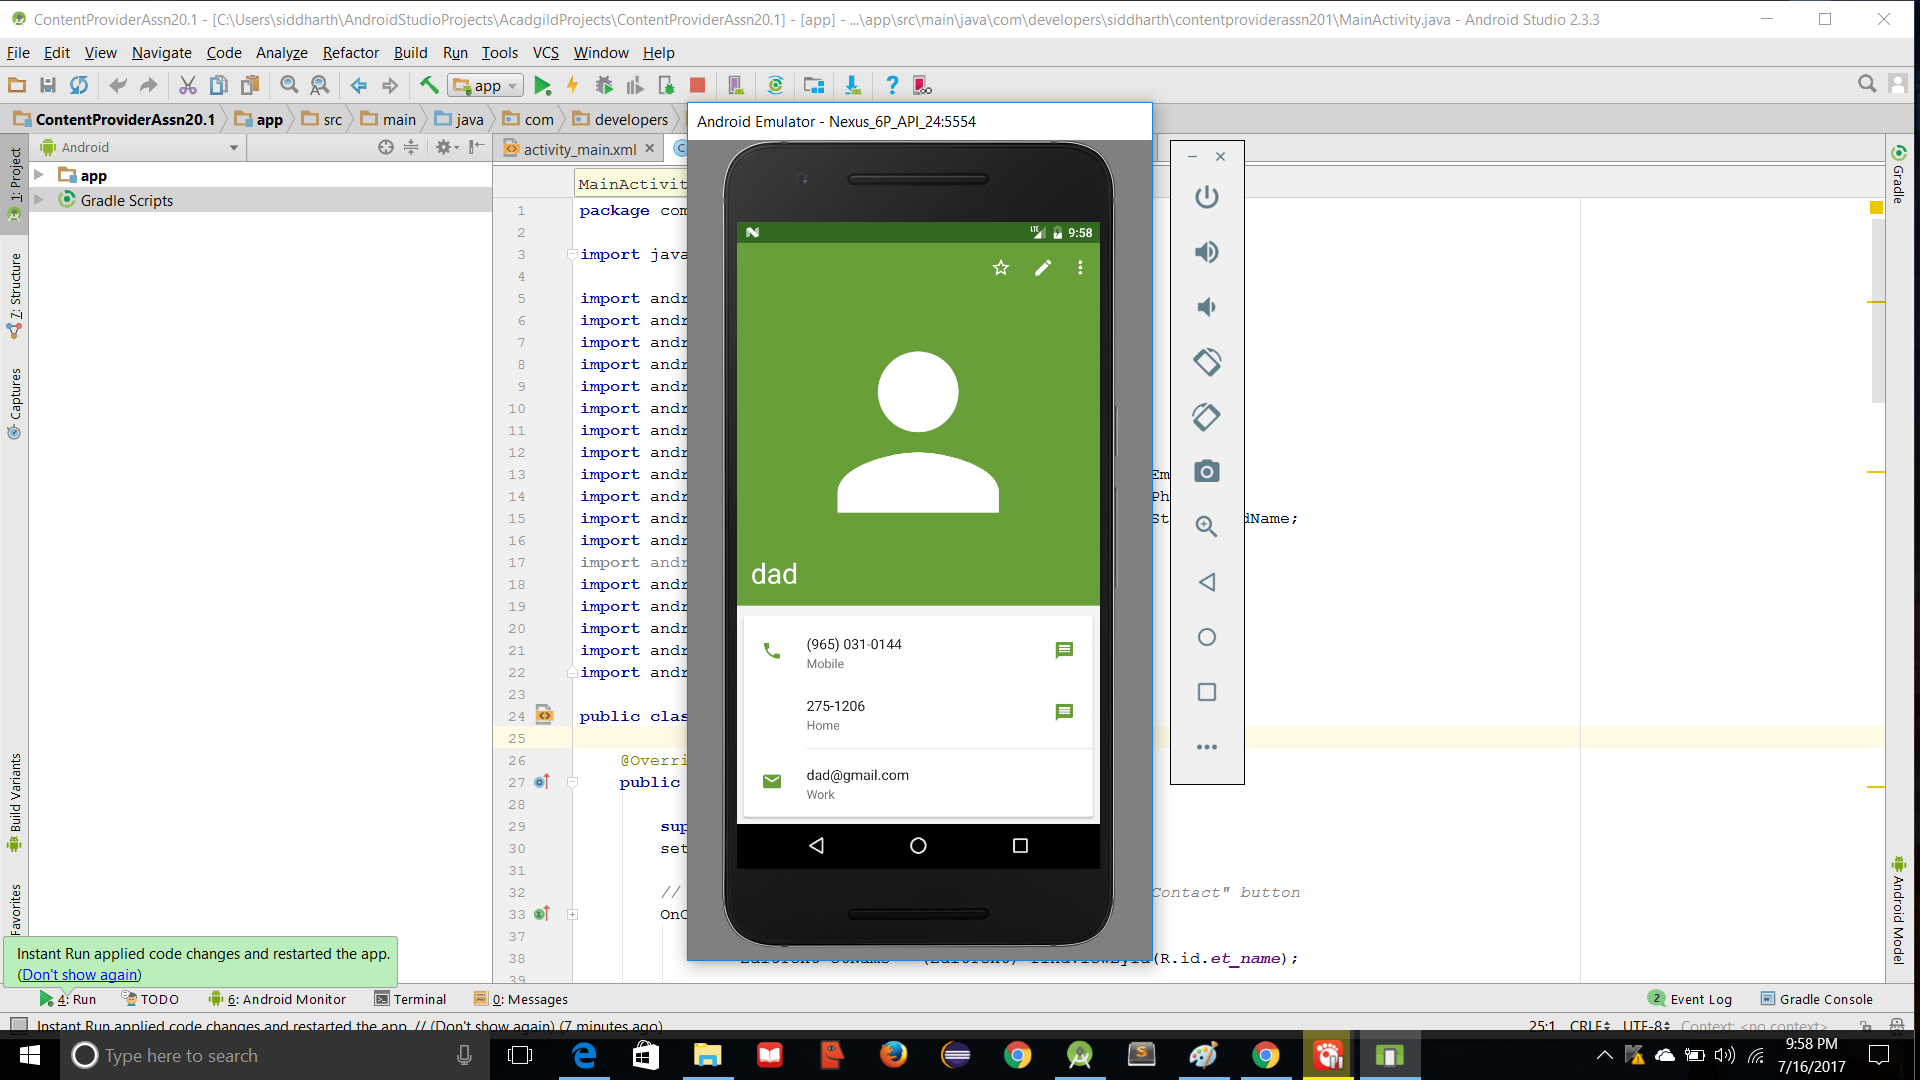 ContentProviderAssn20.1 - [C:\Users\siddharth\AndroidStudioProjects\AcadgildProjects\ContentProviderAssn20.1] - [app] - ...\app\src\main\java\com\developers\siddharth\contentproviderassn201\MainActivity.java - Android Studio 2.3.3
File Edit View Navigate Code Analyze Refactor Build Run Tools VCS Window Help
app
ContentProviderAssn20.1 app src main java com developers
Android Emulator - Nexus_6P_API_24:5554
Android
activity_main.xml
1: Project
7: Structure
Captures
Build Variants
Favorites
Gradle
Android Model
app
Gradle Scripts
MainActivit
1 package com
2
3 import java
4
5 import andr
6 import andr
7 import andr
8 import andr
9 import andr
10 import andr
11 import andr
12 import andr
13 import andr Em
14 import andr Ph
15 import andr St dName;
16 import andr
17 import andr
18 import andr
19 import andr
20 import andr
21 import andr
22 import andr
23
24 public clas
25
26 @Overri
27 public
28
29 sup
30 set
31
32 // Contact" button
33 OnC
37
38 (R.id.et_name);
39
LTE 9:58
dad
(965) 031-0144
Mobile
275-1206
Home
dad@gmail.com
Work
Instant Run applied code changes and restarted the app.
(Don't show again)
4: Run TODO 6: Android Monitor Terminal 0: Messages 2 Event Log Gradle Console
Instant Run applied code changes and restarted the app. // (Don't show again) (7 minutes ago) 25:1 CRLF UTF-8 Context: <no context>
Type here to search
9:58 PM
7/16/2017